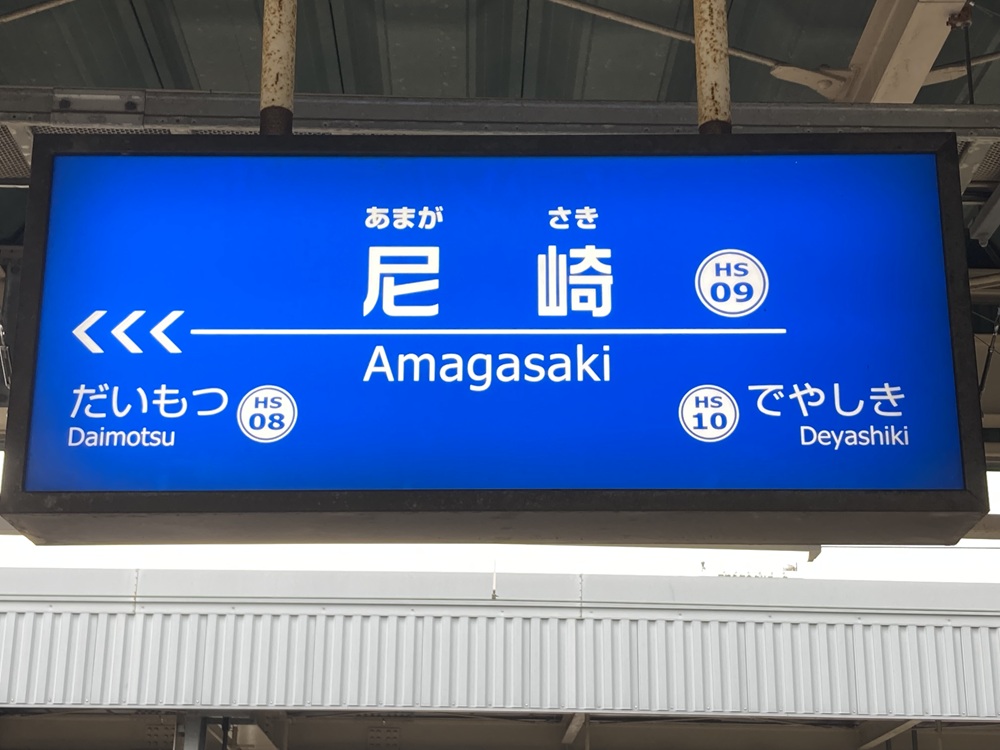 あまが さき
尼 崎
HS 09
Amagasaki
だいもつ HS 08
Daimotsu
HS 10 でやしき
Deyashiki